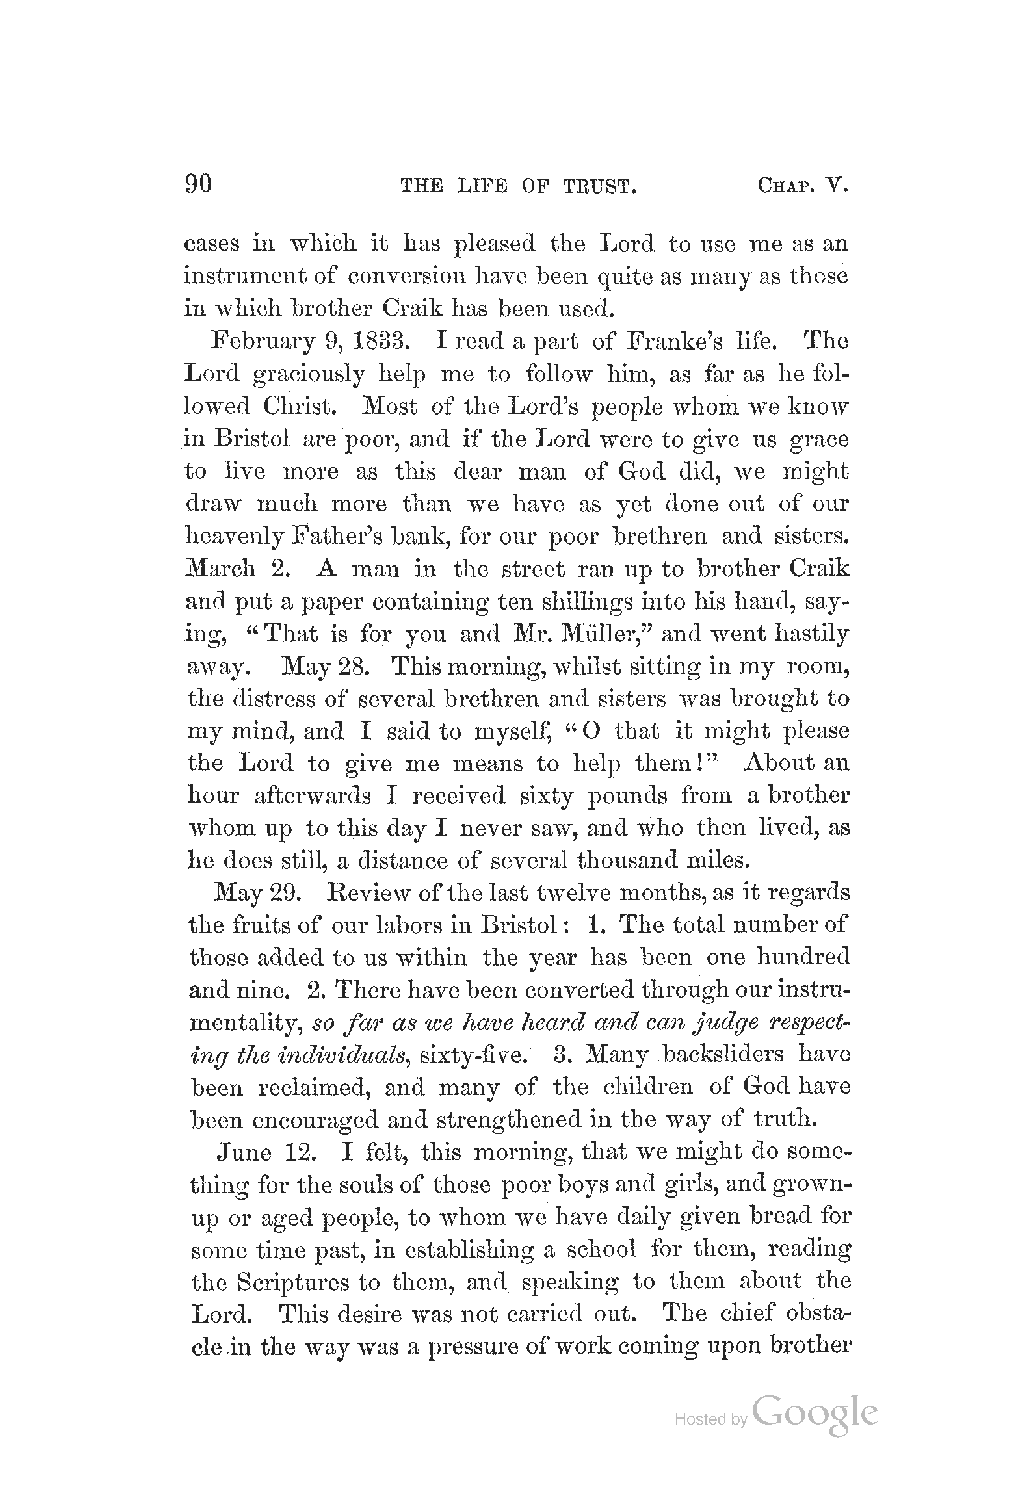 90 THE LIFE OF TRUST. CHAP. V.
cases in which it has pleased the Lord to use me as an
instrument of conversion have been quite as many as those
in which brother Craik has been used.
February 9, 1833. I read a part of Franke's life. The
Lord graciously help me to follow him, as far as he fol-
lowed Christ. Most of the Lord's people whom we know
in Bristol are poor, and if the Lord were to give us grace
to live more as this dear man of God did, we might
draw much more than we have as yet done out of our
heavenly Father's bank, for our poor brethren and sisters.
March 2. A man in the street ran up to brother Craik
and put a paper containing ten shillings into his hand, say-
ing, "That is for you and Mr. Müller," and went hastily
away. May 28. This morning, whilst sitting in my room,
the distress of several brethren and sisters was brought to
my mind, and I said to myself, "O that it might please
the Lord to give me means to help them!" About an
hour afterwards I received sixty pounds from a brother
whom up to this day I never saw, and who then lived, as
he does still, a distance of several thousand miles.
May 29. Review of the last twelve months, as it regards
the fruits of our labors in Bristol: 1. The total number of
those added to us within the year has been one hundred
and nine. 2. There have been converted through our instru-
mentality, so far as we have heard and can judge respect-
ing the individuals, sixty-five. 3. Many backsliders have
been reclaimed, and many of the children of God have
been encouraged and strengthened in the way of truth.
June 12. I felt, this morning, that we might do some-
thing for the souls of those poor boys and girls, and grown-
up or aged people, to whom we have daily given bread for
some time past, in establishing a school for them, reading
the Scriptures to them, and speaking to them about the
Lord. This desire was not carried out. The chief obsta-
cle in the way was a pressure of work coming upon brother
Hosted by Google